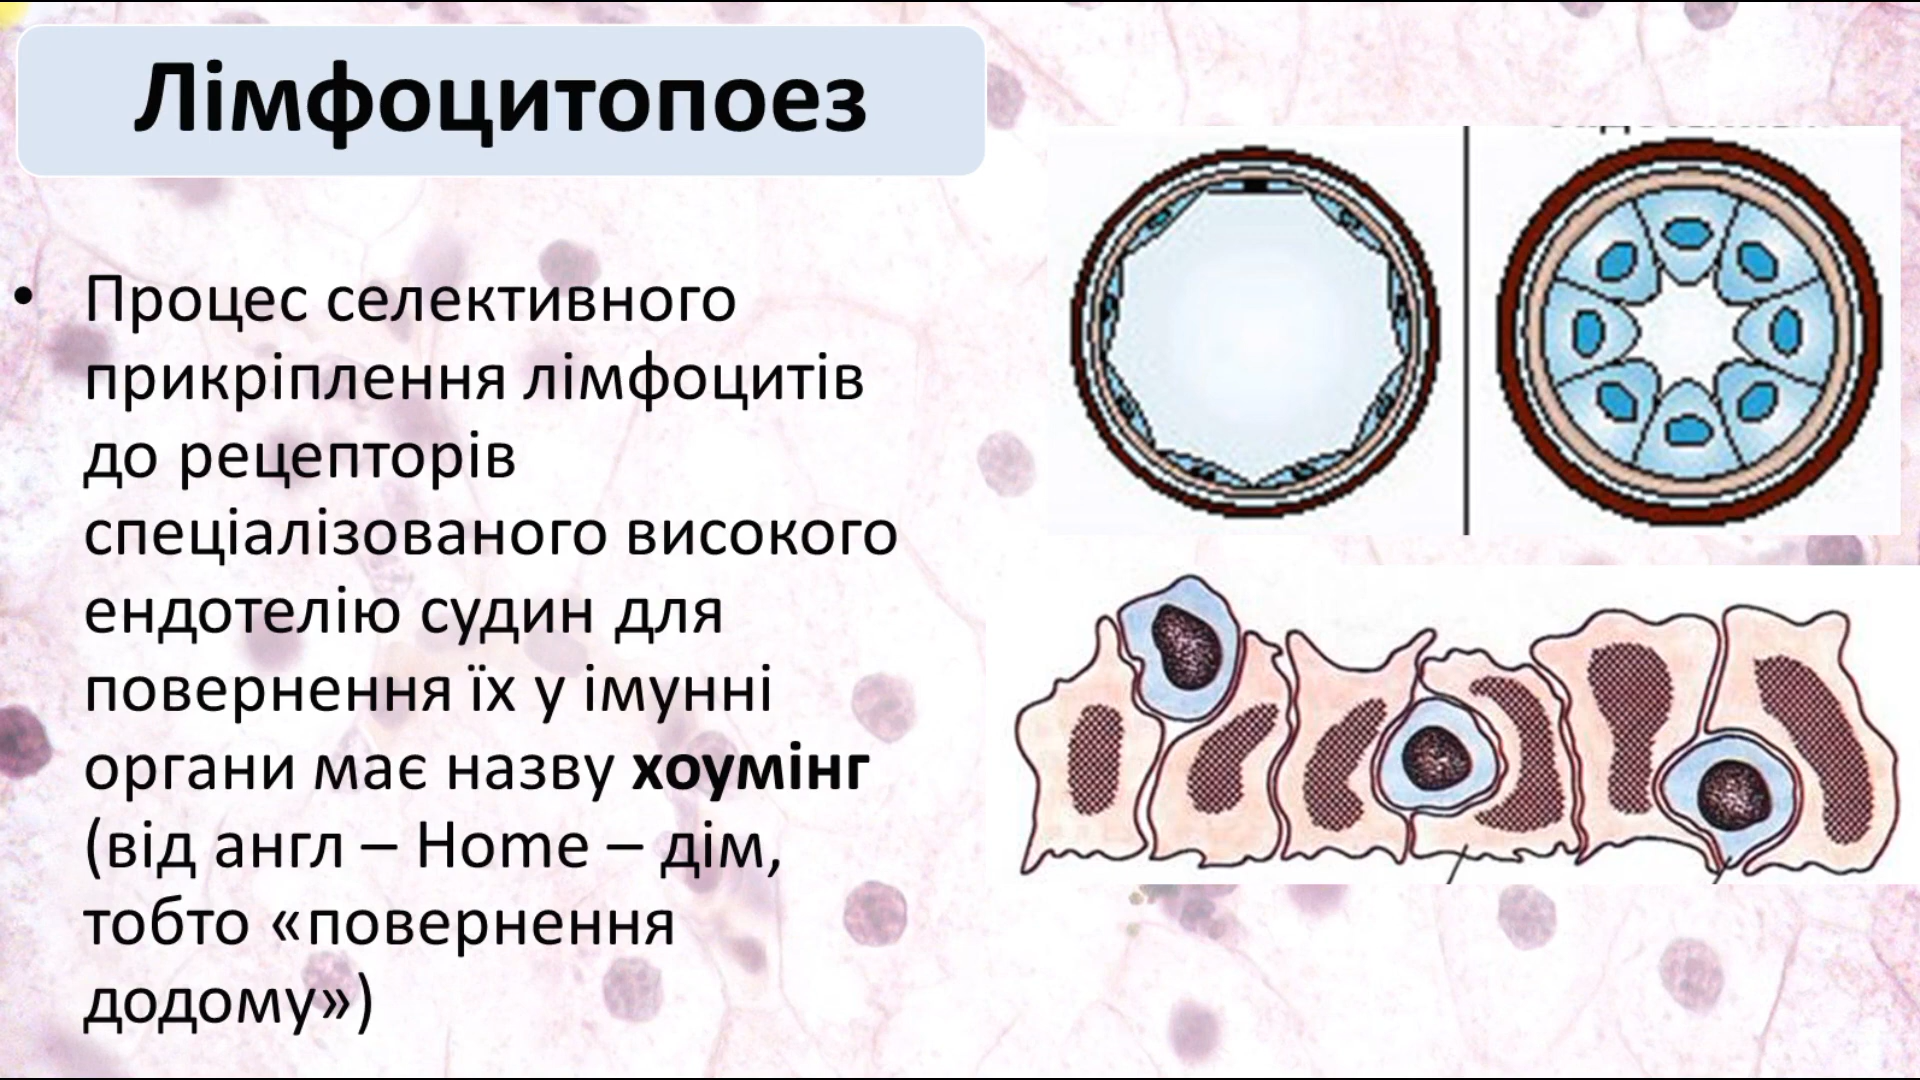 Лімфоцитопоез
• Процес селективного
прикріплення лімфоцитів
до рецепторів
спеціалізованого високого
ендотелію судин для
повернення їх у імунні
органи має назву хоумінг
(від англ – Home – дім,
тобто «повернення
додому»)